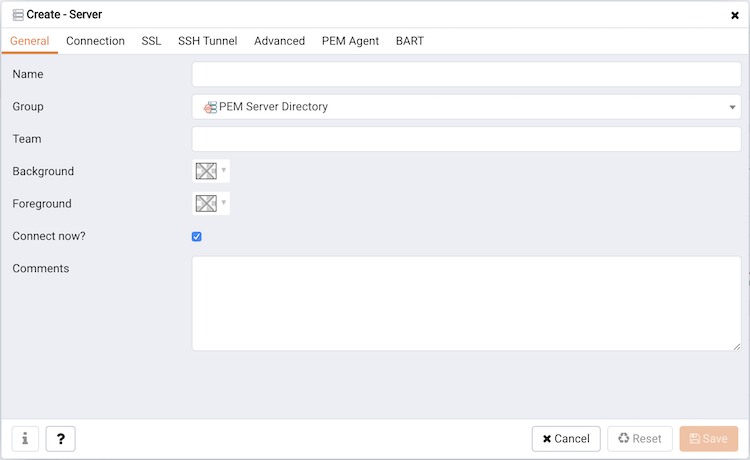 Create - Server
General Connection SSL SSH Tunnel Advanced PEM Agent BART
Name
Group PEM Server Directory
Team
Background
Foreground
Connect now?
Comments
i ? Cancel Reset Save